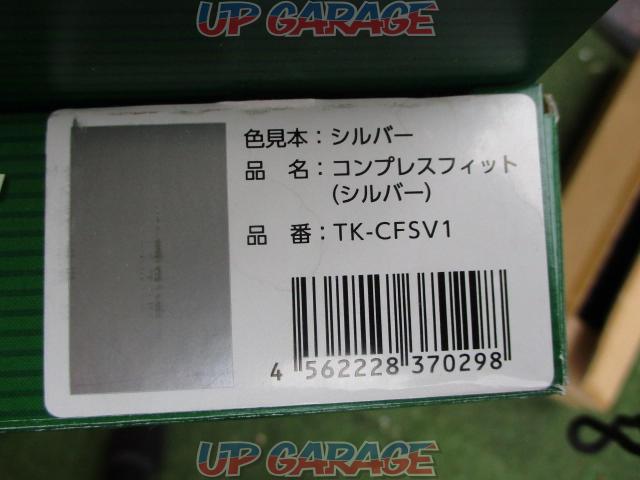 UP GARAGE
色見本：シルバー
品　名：コンプレスフィット
（シルバー）
品　番：TK-CFSV1
4 562228 370298
UP GARAGE